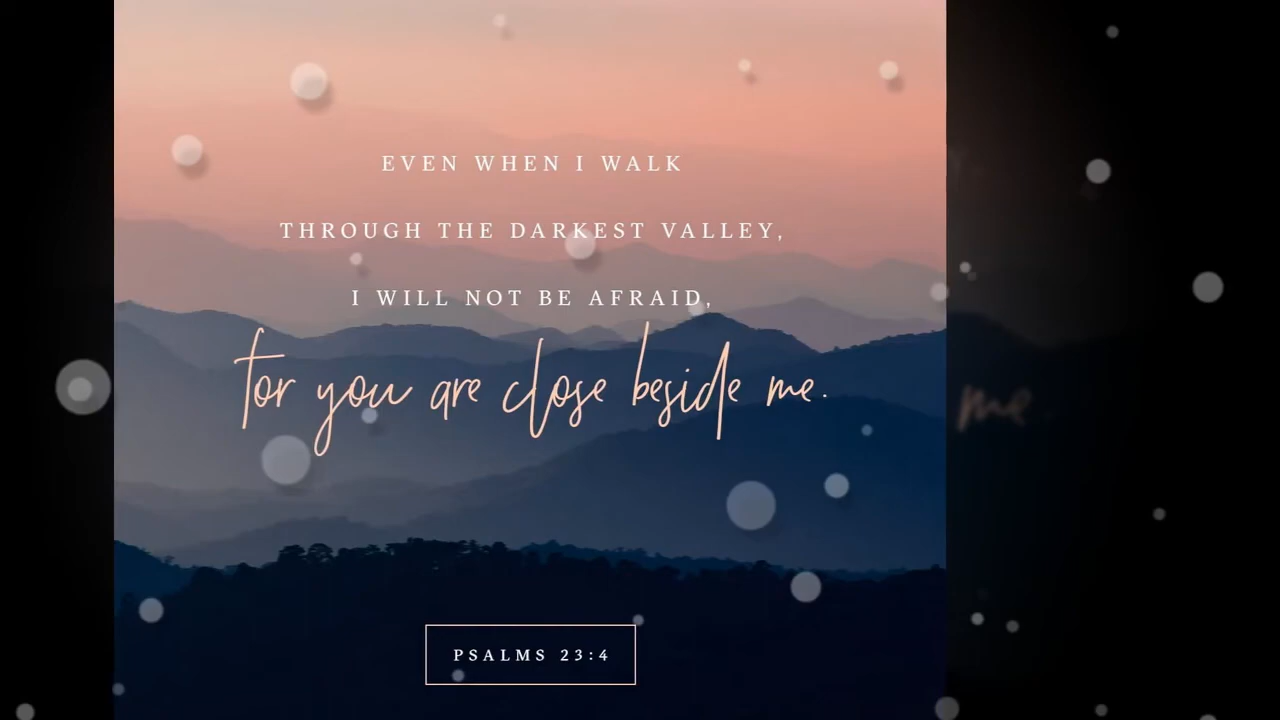 EVEN WHEN I WALK
THROUGH THE DARKEST VALLEY,
I WILL NOT BE AFRAID,
for you are close beside me.
me.
PSALMS 23:4